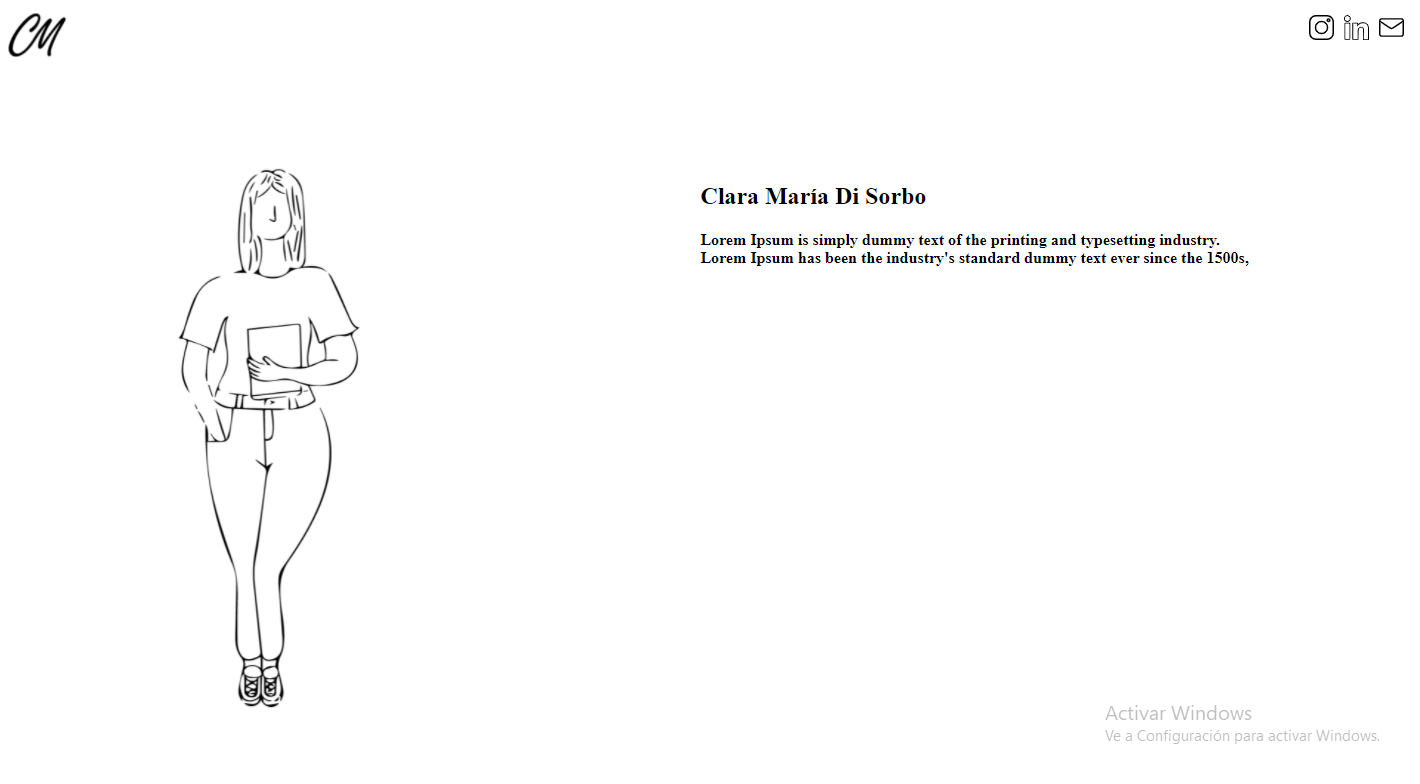 CM
in
Clara María Di Sorbo
Lorem Ipsum is simply dummy text of the printing and typesetting industry.
Lorem Ipsum has been the industry's standard dummy text ever since the 1500s,
Activar Windows
Ve a Configuración para activar Windows.